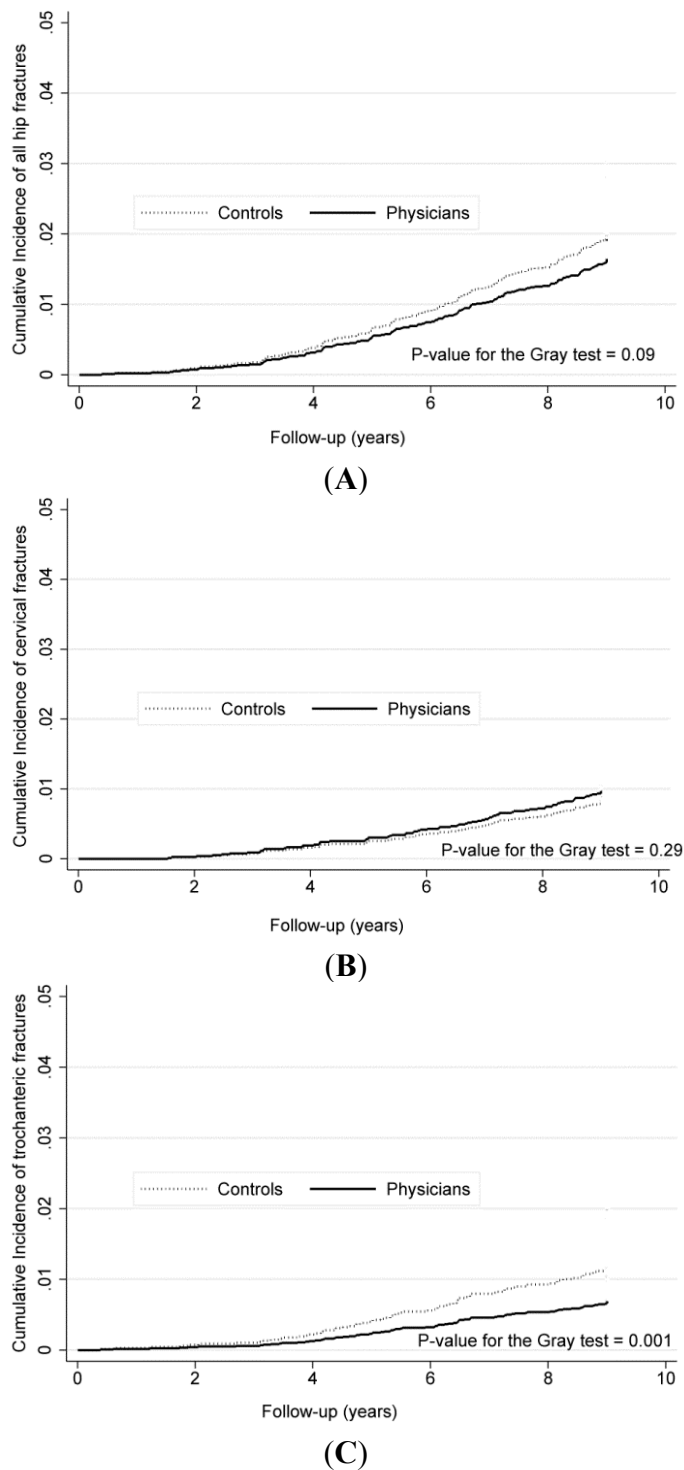 Cumulative Incidence of all hip fractures
.05
.04
.03
.02
.01
0
Controls Physicians
P-value for the Gray test = 0.09
0 2 4 6 8 10
Follow-up (years)
(A)
Cumulative Incidence of cervical fractures
.05
.04
.03
.02
.01
0
Controls Physicians
P-value for the Gray test = 0.29
0 2 4 6 8 10
Follow-up (years)
(B)
Cumulative Incidence of trochanteric fractures
.05
.04
.03
.02
.01
0
Controls Physicians
P-value for the Gray test = 0.001
0 2 4 6 8 10
Follow-up (years)
(C)